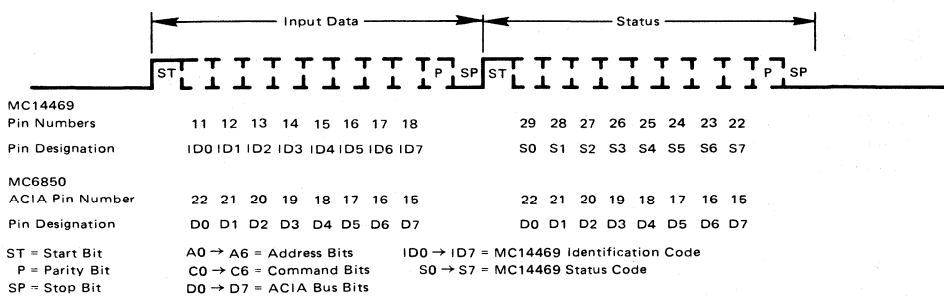 Input Data Status
ST P SP ST P SP
MC14469
Pin Numbers 11 12 13 14 15 16 17 18 29 28 27 26 25 24 23 22
Pin Designation ID0 ID1 ID2 ID3 ID4 ID5 ID6 ID7 S0 S1 S2 S3 S4 S5 S6 S7
MC6850
ACIA Pin Number 22 21 20 19 18 17 16 15 22 21 20 19 18 17 16 15
Pin Designation D0 D1 D2 D3 D4 D5 D6 D7 D0 D1 D2 D3 D4 D5 D6 D7
ST = Start Bit A0 → A6 = Address Bits ID0 → ID7 = MC14469 Identification Code
P = Parity Bit C0 → C6 = Command Bits S0 → S7 = MC14469 Status Code
SP = Stop Bit D0 → D7 = ACIA Bus Bits